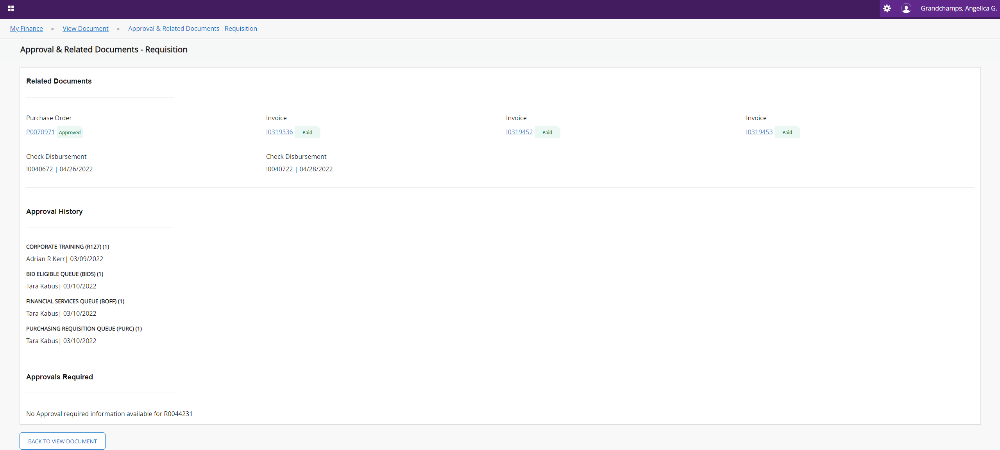 Grandchamps, Angelica G.
My Finance • View Document • Approval & Related Documents - Requisition
Approval & Related Documents - Requisition
Related Documents
Purchase Order Invoice Invoice Invoice
P0070971 Approved I0319336 Paid I0319452 Paid I0319453 Paid
Check Disbursement Check Disbursement
!0040672 | 04/26/2022 !0040722 | 04/28/2022
Approval History
CORPORATE TRAINING (R127) (1)
Adrian R Kerr| 03/09/2022
BID ELIGIBLE QUEUE (BIDS) (1)
Tara Kabus| 03/10/2022
FINANCIAL SERVICES QUEUE (BOFF) (1)
Tara Kabus| 03/10/2022
PURCHASING REQUISITION QUEUE (PURC) (1)
Tara Kabus| 03/10/2022
Approvals Required
No Approval required information available for R0044231
BACK TO VIEW DOCUMENT